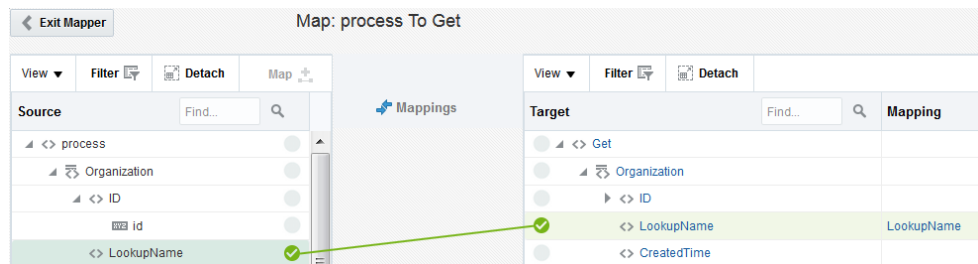 Exit Mapper
Map: process To Get
View Filter Detach Map
View Filter Detach
Source Find...
Mappings
Target Find... Mapping
process
Get
Organization
Organization
ID
ID
id
LookupName LookupName
LookupName
CreatedTime